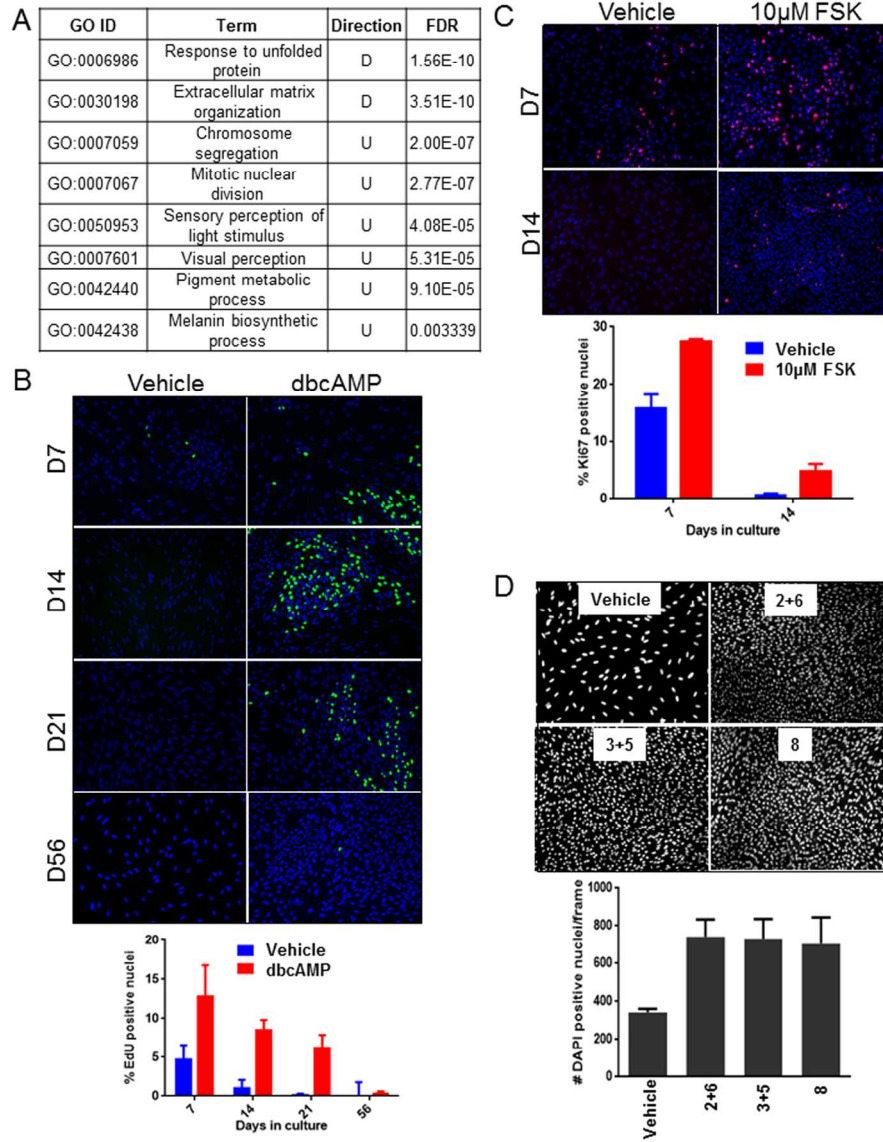 A
GO ID Term Direction FDR
GO:0006986 Response to unfolded protein D 1.56E-10
GO:0030198 Extracellular matrix organization D 3.51E-10
GO:0007059 Chromosome segregation U 2.00E-07
GO:0007067 Mitotic nuclear division U 2.77E-07
GO:0050953 Sensory perception of light stimulus U 4.08E-05
GO:0007601 Visual perception U 5.31E-05
GO:0042440 Pigment metabolic process U 9.10E-05
GO:0042438 Melanin biosynthetic process U 0.003339
B
Vehicle dbcAMP
D7
D14
D21
D56
% EdU positive nuclei
20
15
10
5
0
Vehicle
dbcAMP
7 14 21 56
Days in culture
C
Vehicle 10µM FSK
D7
D14
% Ki67 positive nuclei
30
20
10
0
Vehicle
10µM FSK
7 14
Days in culture
D
Vehicle 2+6
3+5 8
# DAPI positive nuclei/frame
1000
800
600
400
200
0
Vehicle 2+6 3+5 8